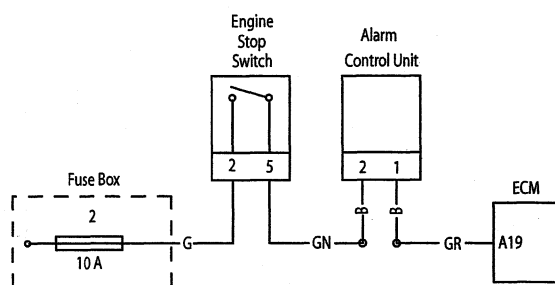 Engine
Stop
Switch
Alarm
Control Unit
2 5
2 1
Fuse Box
2
10 A
G
GN
B
B
GR
ECM
A19